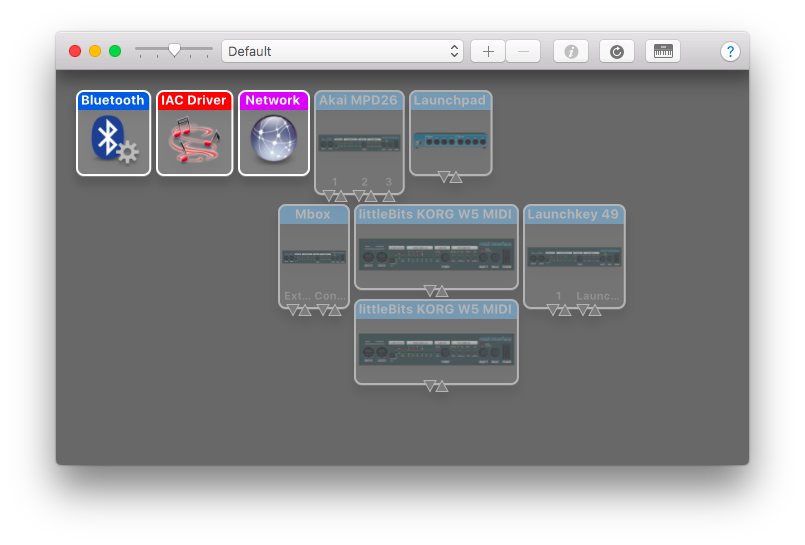 Default
?
Bluetooth
IAC Driver
Network
Akai MPD26
Launchpad
1 2 3
Mbox
littleBits KORG W5 MIDI
Launchkey 49
Ext... Con...
1 Launc...
littleBits KORG W5 MIDI